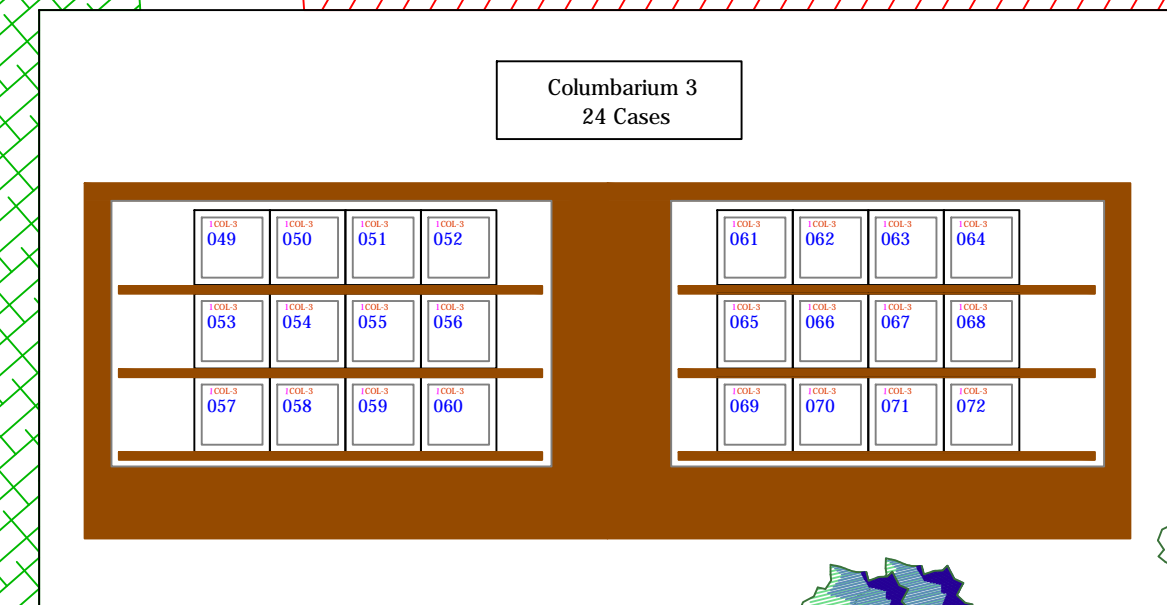 Columbarium 3
24 Cases
1COL-3 1COL-3 1COL-3 1COL-3
049 050 051 052
1COL-3 1COL-3 1COL-3 1COL-3
053 054 055 056
1COL-3 1COL-3 1COL-3 1COL-3
057 058 059 060
1COL-3 1COL-3 1COL-3 1COL-3
061 062 063 064
1COL-3 1COL-3 1COL-3 1COL-3
065 066 067 068
1COL-3 1COL-3 1COL-3 1COL-3
069 070 071 072